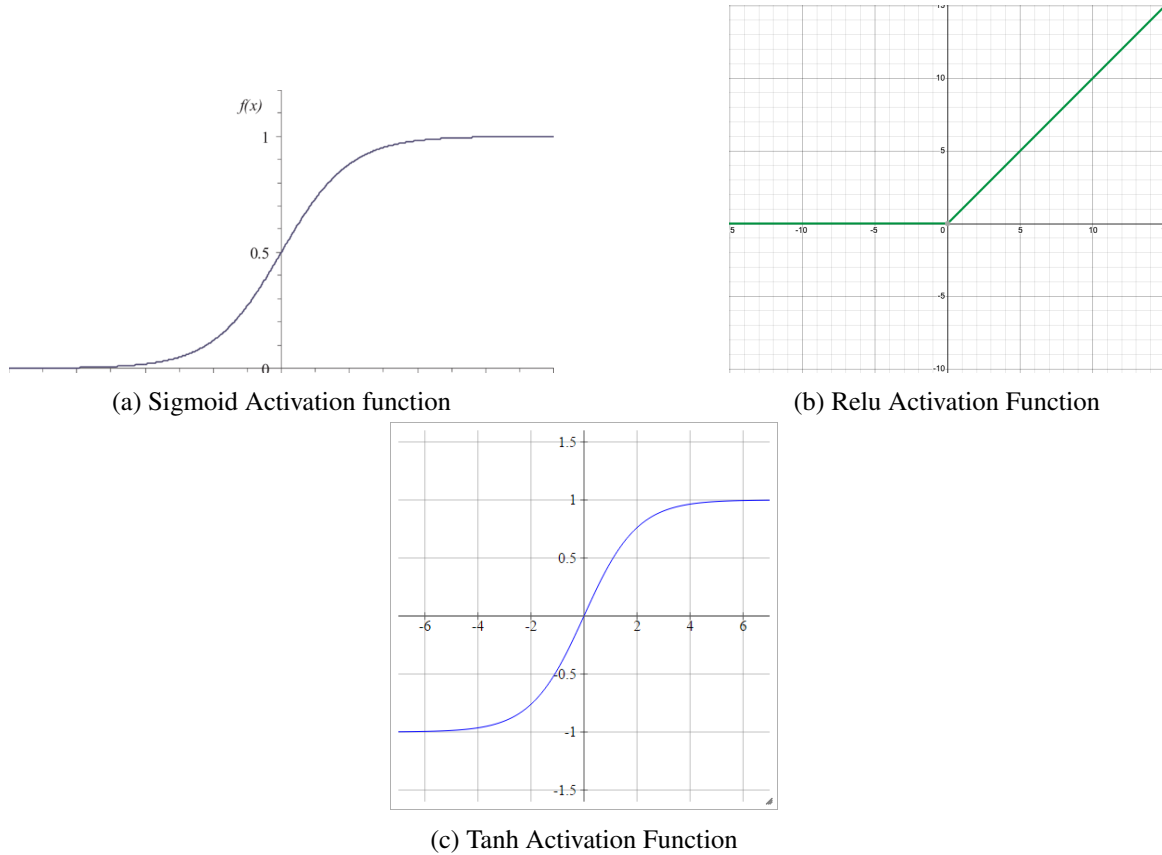 f(x)
1
0.5
0
(a) Sigmoid Activation function
15
10
5
5 -10 -5 0 5 10
-5
-10
(b) Relu Activation Function
1.5
1
0.5
-6 -4 -2 2 4 6
-0.5
-1
-1.5
(c) Tanh Activation Function